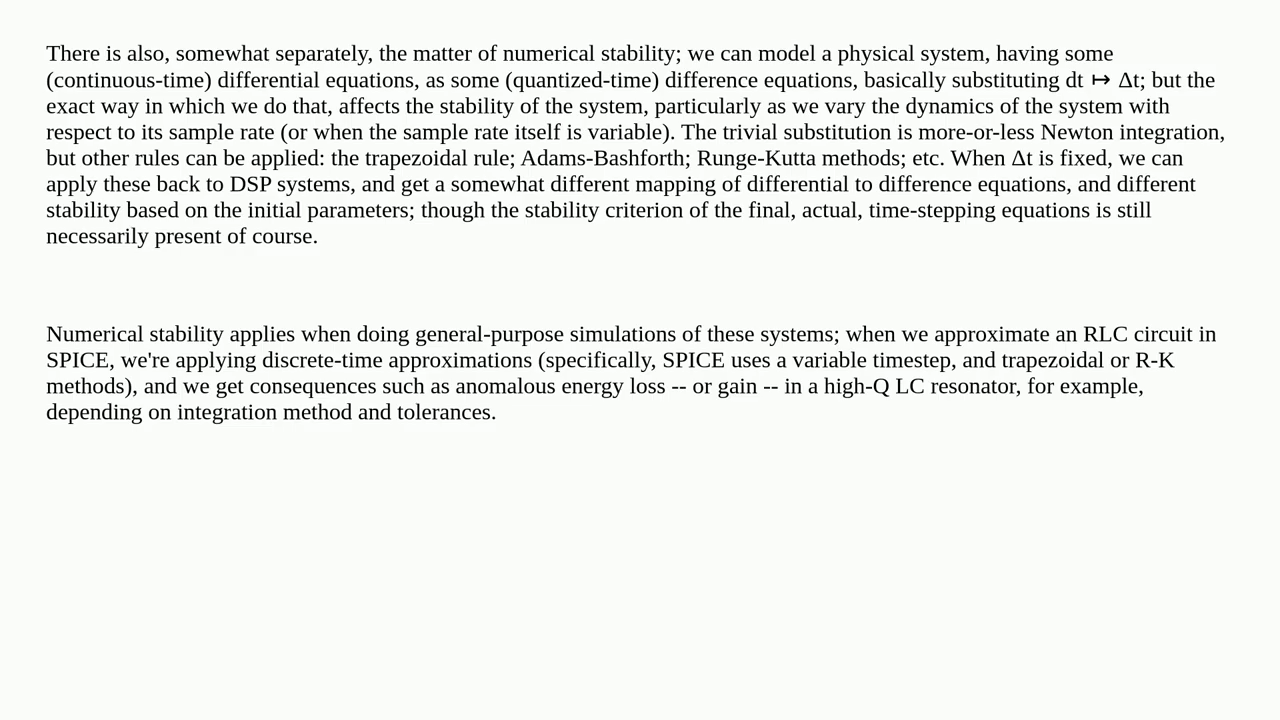 There is also, somewhat separately, the matter of numerical stability; we can model a physical system, having some
(continuous-time) differential equations, as some (quantized-time) difference equations, basically substituting dt ↦ Δt; but the
exact way in which we do that, affects the stability of the system, particularly as we vary the dynamics of the system with
respect to its sample rate (or when the sample rate itself is variable). The trivial substitution is more-or-less Newton integration,
but other rules can be applied: the trapezoidal rule; Adams-Bashforth; Runge-Kutta methods; etc. When Δt is fixed, we can
apply these back to DSP systems, and get a somewhat different mapping of differential to difference equations, and different
stability based on the initial parameters; though the stability criterion of the final, actual, time-stepping equations is still
necessarily present of course.
Numerical stability applies when doing general-purpose simulations of these systems; when we approximate an RLC circuit in
SPICE, we're applying discrete-time approximations (specifically, SPICE uses a variable timestep, and trapezoidal or R-K
methods), and we get consequences such as anomalous energy loss -- or gain -- in a high-Q LC resonator, for example,
depending on integration method and tolerances.